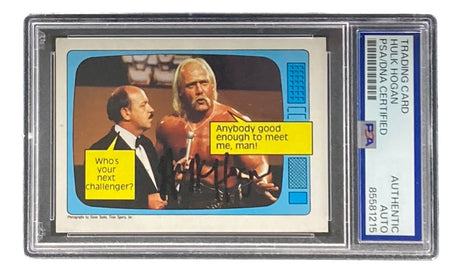 Who's
your
next
challenger?
Anybody good
enough to meet
me, man!
TRADING CARD
HULK HOGAN
PSA/DNA CERTIFIED
PSA
AUTHENTIC
AUTO
85581215